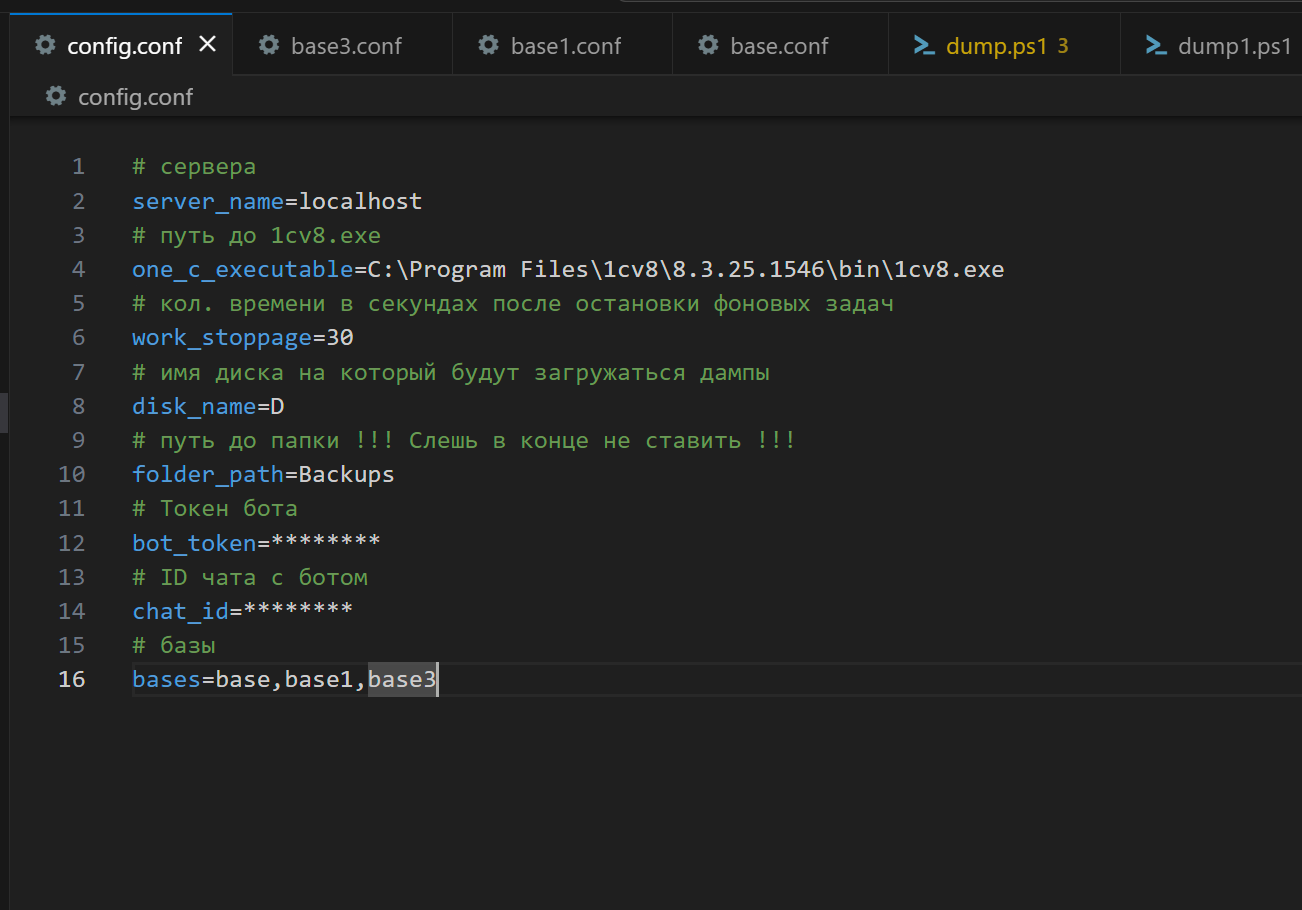 config.conf
base3.conf
base1.conf
base.conf
dump.ps1 3
dump1.ps1
config.conf
1 # сервера
2 server_name=localhost
3 # путь до 1cv8.exe
4 one_c_executable=C:\Program Files\1cv8\8.3.25.1546\bin\1cv8.exe
5 # кол. времени в секундах после остановки фоновых задач
6 work_stoppage=30
7 # имя диска на который будут загружаться дампы
8 disk_name=D
9 # путь до папки !!! Слешь в конце не ставить !!!
10 folder_path=Backups
11 # Токен бота
12 bot_token=********
13 # ID чата с ботом
14 chat_id=********
15 # базы
16 bases=base,base1,base3